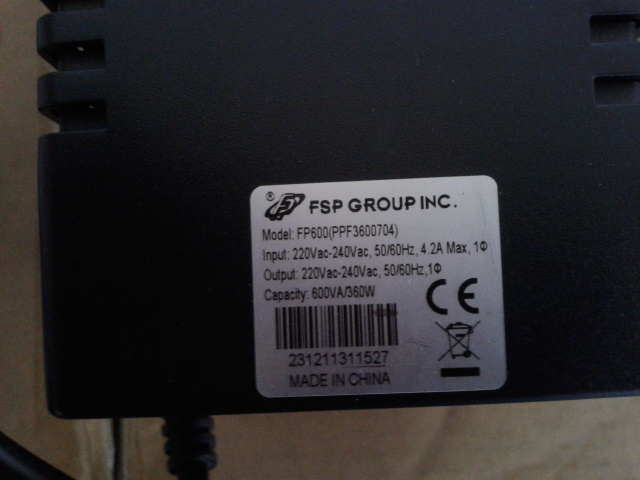 ® FSP GROUP INC.
Model: FP600(PPF3600704)
Input: 220Vac-240Vac, 50/60Hz, 4.2A Max, 1Φ
Output: 220Vac-240Vac, 50/60Hz,1Φ
Capacity: 600VA/360W
CE
231211311527
MADE IN CHINA